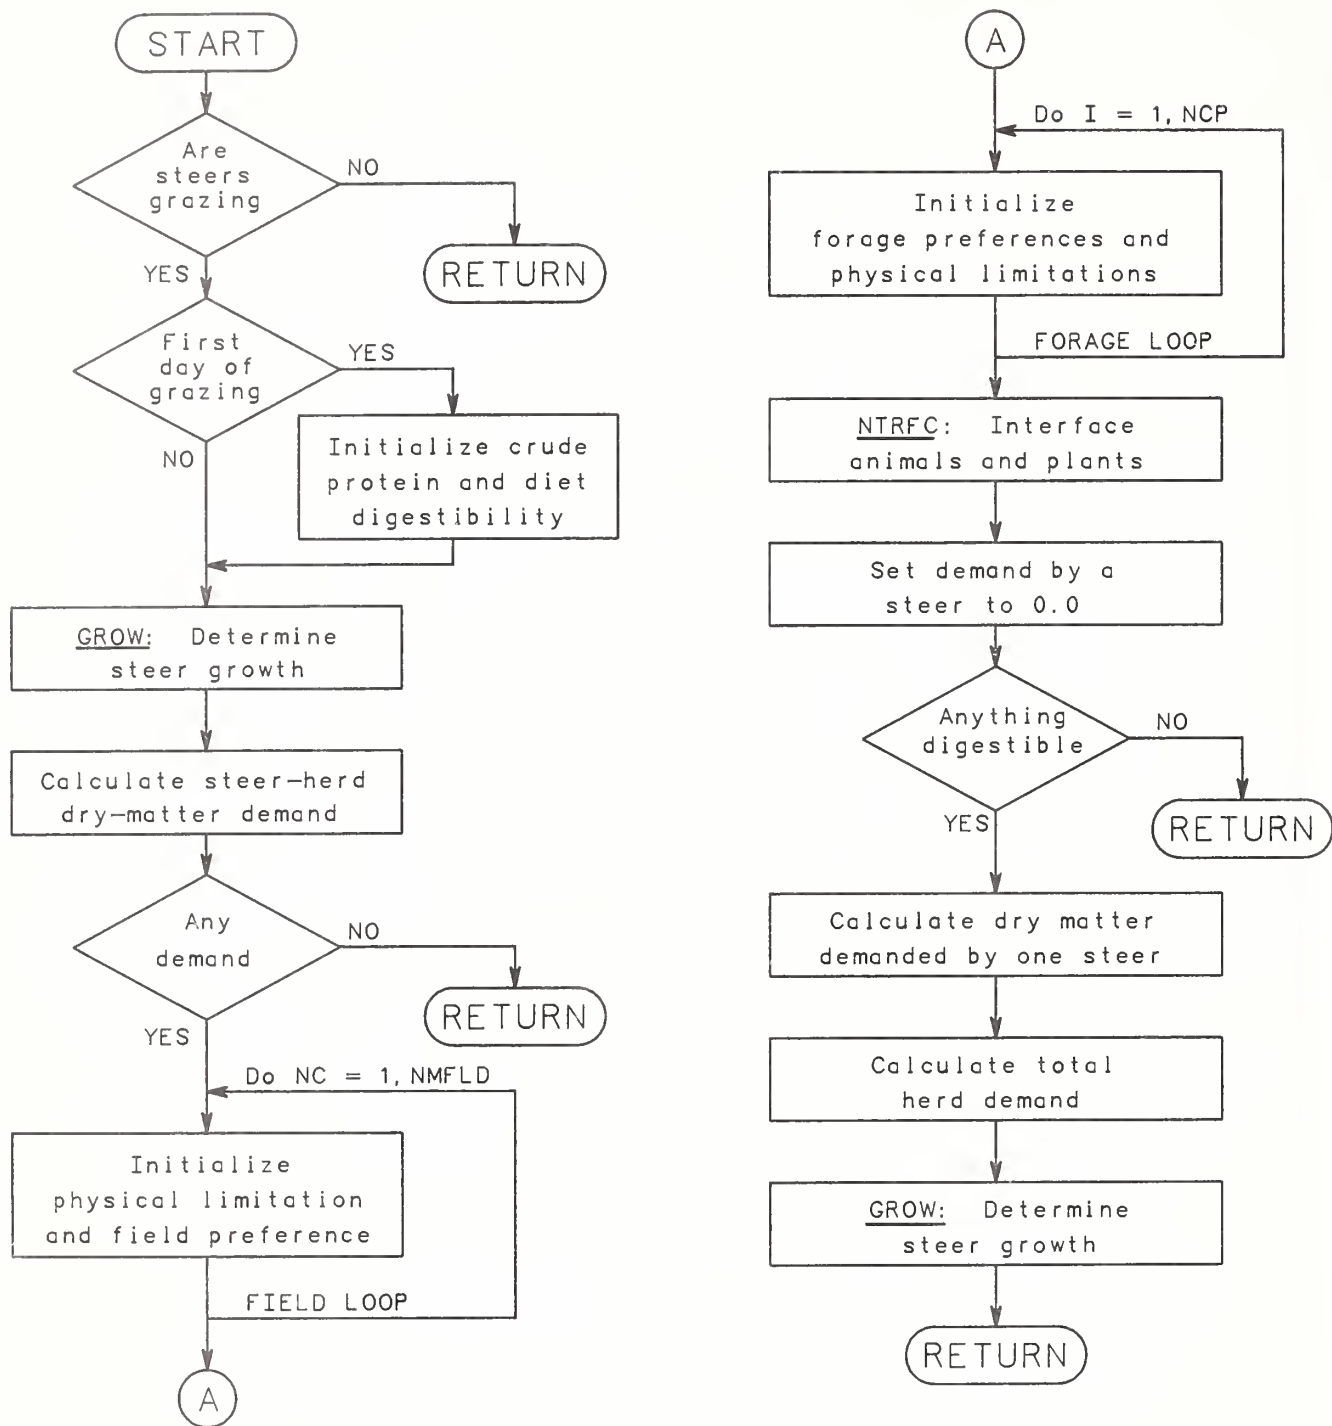 START
Are
steers
grazing
NO
RETURN
YES
First
day of
grazing
YES
Initialize crude
protein and diet
digestibility
NO
GROW: Determine
steer growth
Calculate steer-herd
dry-matter demand
Any
demand
NO
RETURN
YES
Do NC = 1, NMFLD
Initialize
physical limitation
and field preference
FIELD LOOP
A
A
Do I = 1, NCP
Initialize
forage preferences and
physical limitations
FORAGE LOOP
NTRFC: Interface
animals and plants
Set demand by a
steer to 0.0
Anything
digestible
NO
RETURN
YES
Calculate dry matter
demanded by one steer
Calculate total
herd demand
GROW: Determine
steer growth
RETURN